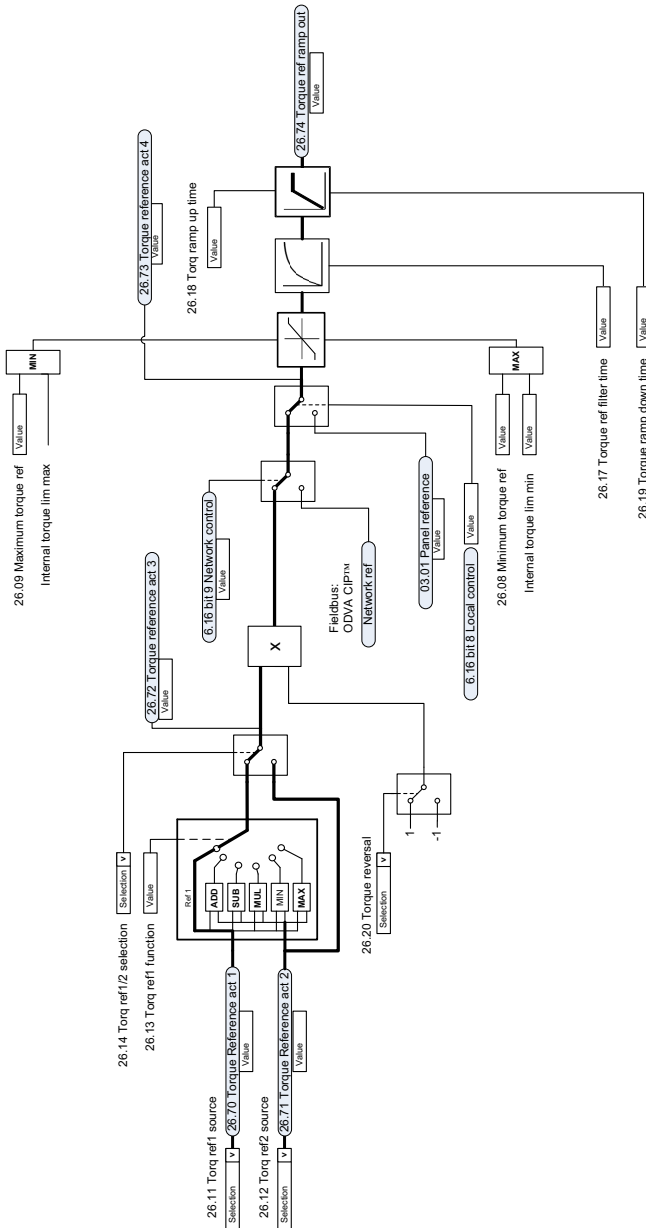 26.11 Torq ref1 source
Selection v
26.70 Torque Reference act 1
Value
26.12 Torq ref2 source
Selection v
26.71 Torque Reference act 2
Value
26.14 Torq ref1/2 selection
Selection v
26.13 Torq ref1 function
Value
Ref 1
ADD
SUB
MUL
MIN
MAX
26.20 Torque reversal
Selection v
1
-1
26.72 Torque reference act 3
Value
X
6.16 bit 9 Network control
Value
Fieldbus:
ODVA CIP™
Network ref
03.01 Panel reference
Value
6.16 bit 8 Local control
Value
26.09 Maximum torque ref
Value
Internal torque lim max
MIN
26.08 Minimum torque ref
Value
Internal torque lim min
Value
MAX
26.73 Torque reference act 4
Value
26.18 Torq ramp up time
Value
26.17 Torque ref filter time
Value
26.19 Torque ramp down time
Value
26.74 Torque ref ramp out
Value